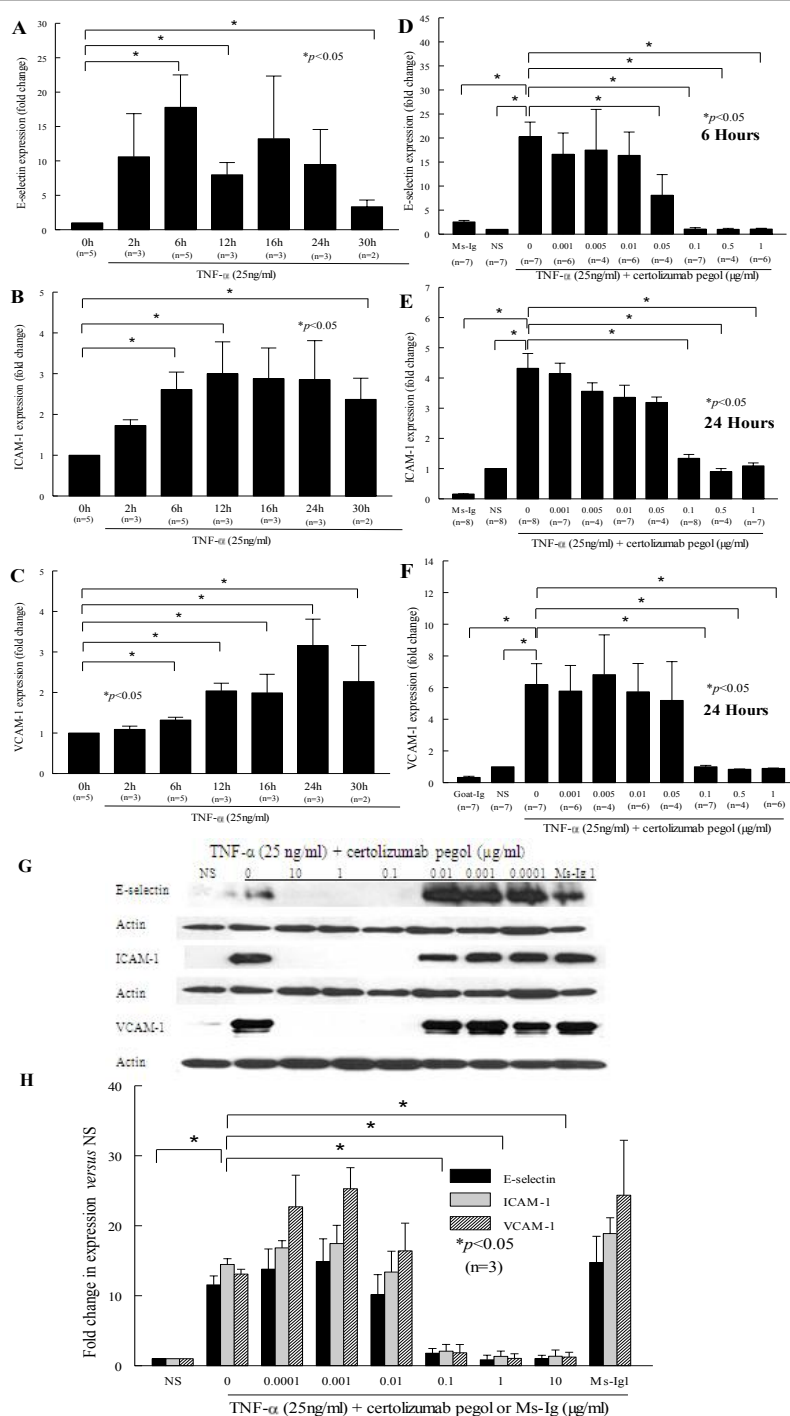 A
E-selectin expression (fold change)
30
25
20
15
10
5
0
*
*
*
*p<0.05
0h 2h 6h 12h 16h 24h 30h
(n=5) (n=3) (n=5) (n=3) (n=3) (n=3) (n=2)
TNF-α (25ng/ml)
B
ICAM-1 expression (fold change)
5
4
3
2
1
0
*
*
*
*p<0.05
0h 2h 6h 12h 16h 24h 30h
(n=5) (n=3) (n=5) (n=3) (n=3) (n=3) (n=2)
TNF-α (25ng/ml)
C
VCAM-1 expression (fold change)
5
4
3
2
1
0
*
*
*
*
*
*p<0.05
0h 2h 6h 12h 16h 24h 30h
(n=5) (n=3) (n=5) (n=3) (n=3) (n=3) (n=2)
TNF-α (25ng/ml)
D
E-selectin expression (fold change)
50
45
40
35
30
25
20
15
10
5
0
*
*
*
*
*
*
*p<0.05
6 Hours
Ms-Ig NS 0 0.001 0.005 0.01 0.05 0.1 0.5 1
(n=7) (n=7) (n=7) (n=6) (n=4) (n=6) (n=4) (n=7) (n=4) (n=6)
TNF-α (25ng/ml) + certolizumab pegol (µg/ml)
E
ICAM-1 expression (fold change)
7
6
5
4
3
2
1
0
*
*
*
*
*
*p<0.05
24 Hours
Ms-Ig NS 0 0.001 0.005 0.01 0.05 0.1 0.5 1
(n=8) (n=8) (n=8) (n=7) (n=4) (n=7) (n=4) (n=8) (n=4) (n=7)
TNF-α (25ng/ml) + certolizumab pegol (µg/ml)
F
VCAM-1 expression (fold change)
14
12
10
8
6
4
2
0
*
*
*
*
*
*p<0.05
24 Hours
Goat-Ig NS 0 0.001 0.005 0.01 0.05 0.1 0.5 1
(n=7) (n=7) (n=7) (n=6) (n=4) (n=6) (n=4) (n=7) (n=4) (n=6)
TNF-α (25ng/ml) + certolizumab pegol (µg/ml)
G
TNF-α (25 ng/ml) + certolizumab pegol (µg/ml)
NS 0 10 1 0.1 0.01 0.001 0.0001 Ms-Ig 1
E-selectin
Actin
ICAM-1
Actin
VCAM-1
Actin
H
Fold change in expression versus NS
40
30
20
10
0
*
*
*
*
E-selectin
ICAM-1
VCAM-1
*p<0.05
(n=3)
NS 0 0.0001 0.001 0.01 0.1 1 10 Ms-Ig1
TNF-α (25ng/ml) + certolizumab pegol or Ms-Ig (µg/ml)